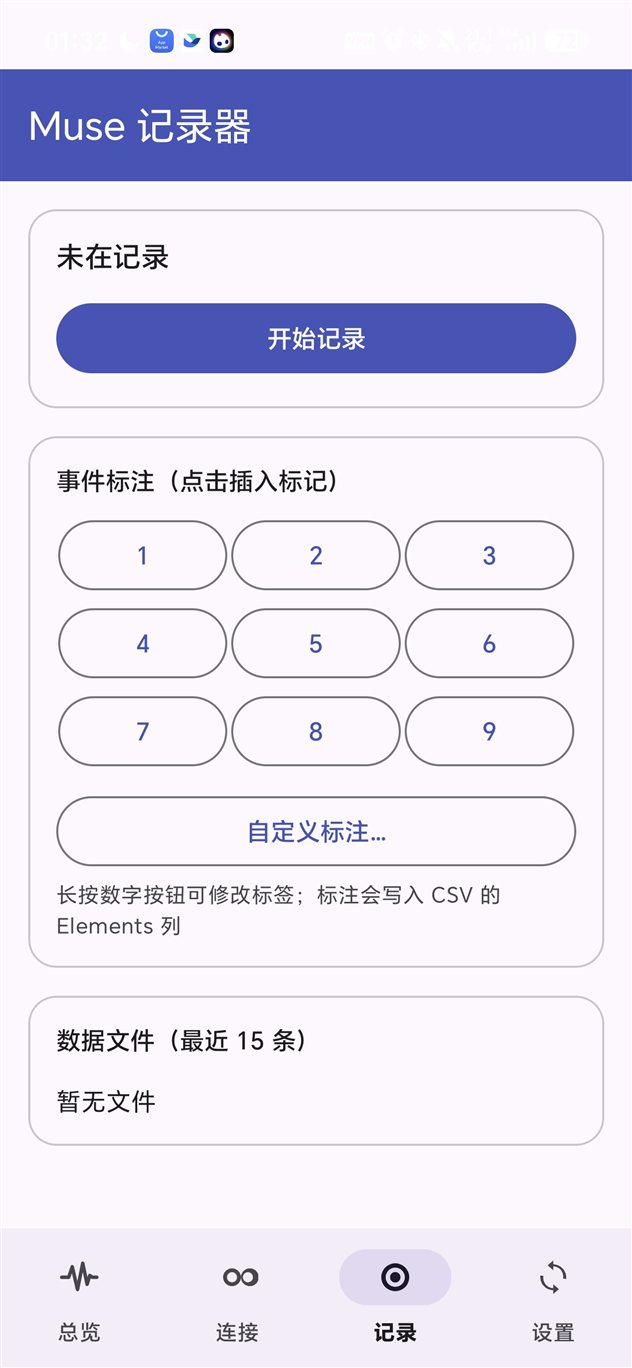 01:32
Muse 记录器
未在记录
开始记录
事件标注（点击插入标记）
1 2 3
4 5 6
7 8 9
自定义标注...
长按数字按钮可修改标签；标注会写入 CSV 的
Elements 列
数据文件（最近 15 条）
暂无文件
总览 连接 记录 设置